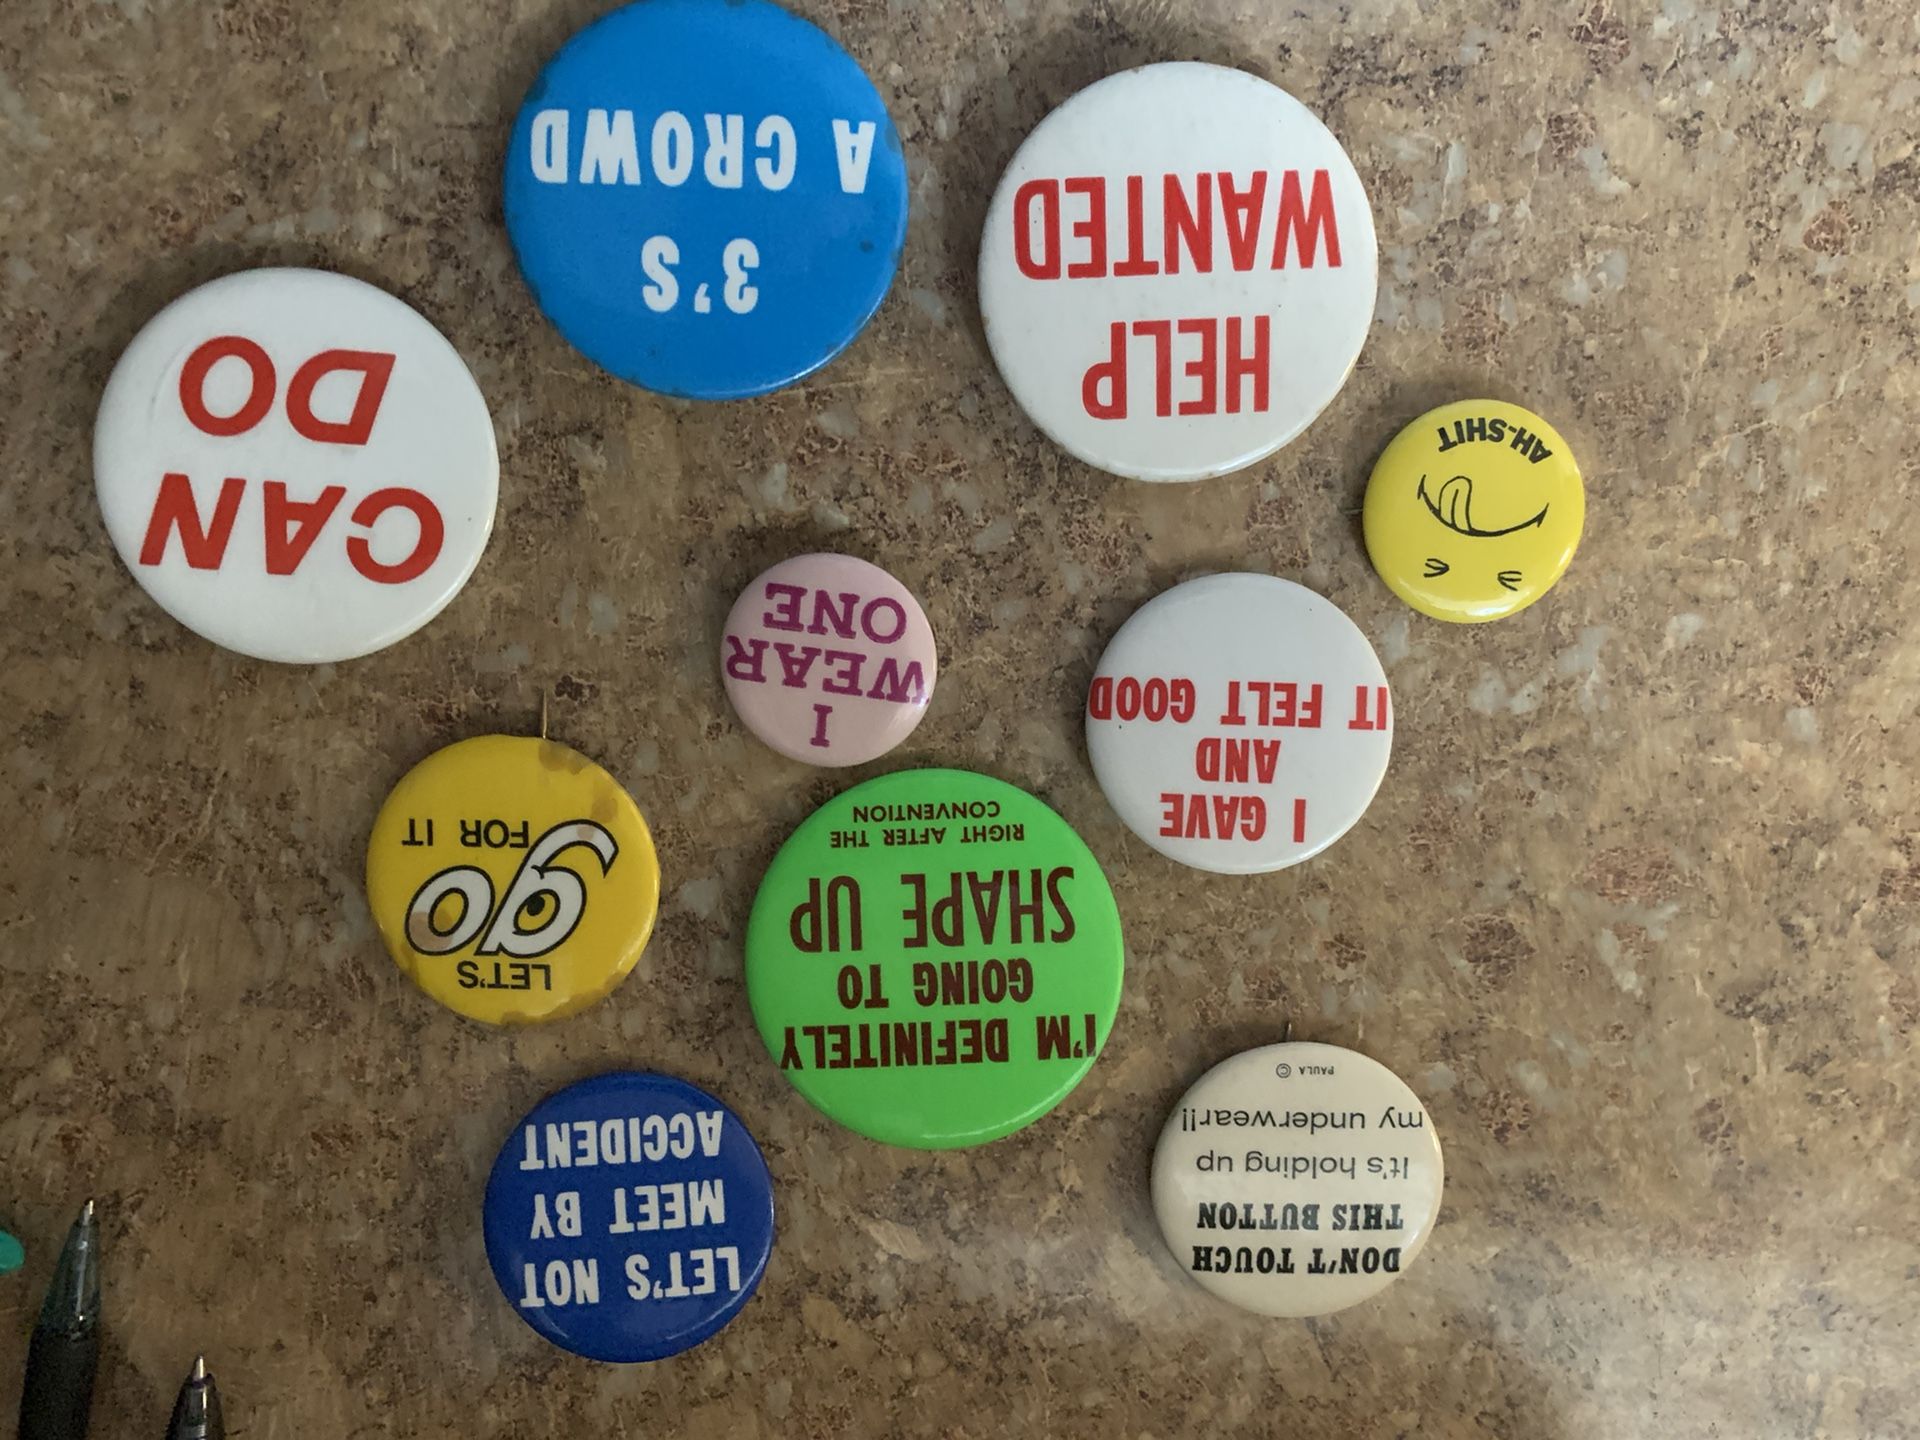 DON'T TOUCH
THIS BUTTON
It's holding up
my underwear!!
PAULA ©
LET'S NOT
MEET BY
ACCIDENT
I'M DEFINITELY
GOING TO
SHAPE UP
RIGHT AFTER THE
CONVENTION
LET'S
go
FOR IT
I GAVE
AND
IT FELT GOOD
I
WEAR
ONE
AH-SHIT
CAN
DO
HELP
WANTED
3'S
A CROWD